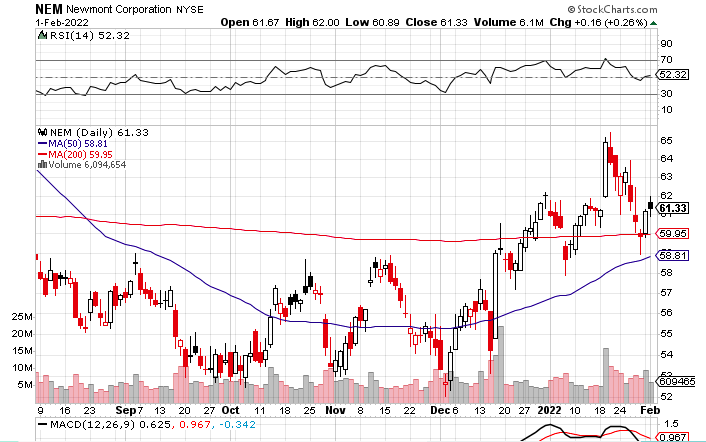 NEM Newmont Corporation NYSE © StockCharts.com
1-Feb-2022 Open 61.67 High 62.00 Low 60.89 Close 61.33 Volume 6.1M Chg +0.16 (+0.26%)
RSI(14) 52.32
90
70
52.32
30
10
NEM (Daily) 61.33
MA(50) 58.81
MA(200) 59.95
Volume 6,094,654
65
64
63
62
61.33
59.95
58.81
58
57
56
55
54
53
52
25M
20M
15M
10M
5M
609465
9 16 23 Sep 7 13 20 27 Oct 11 18 25 Nov 8 15 22 Dec 6 13 20 27 2022 10 18 24 Feb
MACD(12,26,9) 0.625, 0.967, -0.342
1.5
0.967